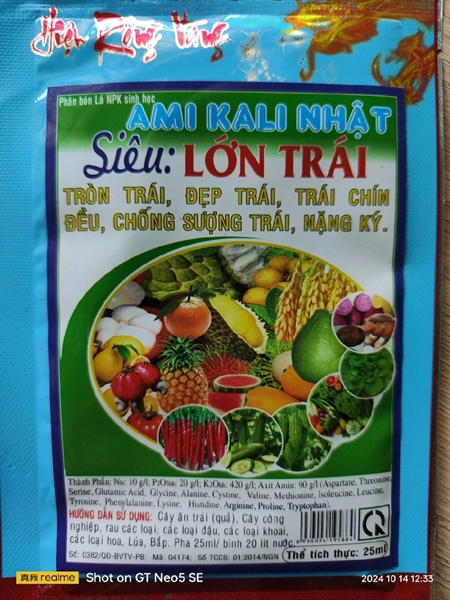 Hiện Rồng Vàng
Phân bón Lá NPK sinh học
AMI KALI NHẬT
Siêu: LỚN TRÁI
TRÒN TRÁI, ĐẸP TRÁI, TRÁI CHÍN
ĐỀU, CHỐNG SƯỢNG TRÁI, NẶNG KÝ.
Thành Phần: Nts: 10 g/l; P2O5hh: 20 g/l; K2Ohh: 420 g/l; Axit Amin: 90 g/l (Aspartate, Threonine,
Serine, Glutamic Acid, Glycine, Alanine, Cystine, Valine, Methionine, Isoleucine, Leucine,
Tyrosine, Phenylalanine, Lysine, Histidine, Arginine, Proline, Tryptophan).
HƯỚNG DẪN SỬ DỤNG: Cây ăn trái (quả), Cây công
nghiệp, rau các loại, các loại đậu, các loại khoai,
các loại hoa, Lúa, Bắp. Pha 25ml/ bình 20 lít nước.
Số: 0382/QĐ-BVTV-PB; Mã: 04174; Số TCCS: 01:2014/NGN
Thể tích thực: 25ml
真我 realme Shot on GT Neo5 SE
2024 10 14 12:33